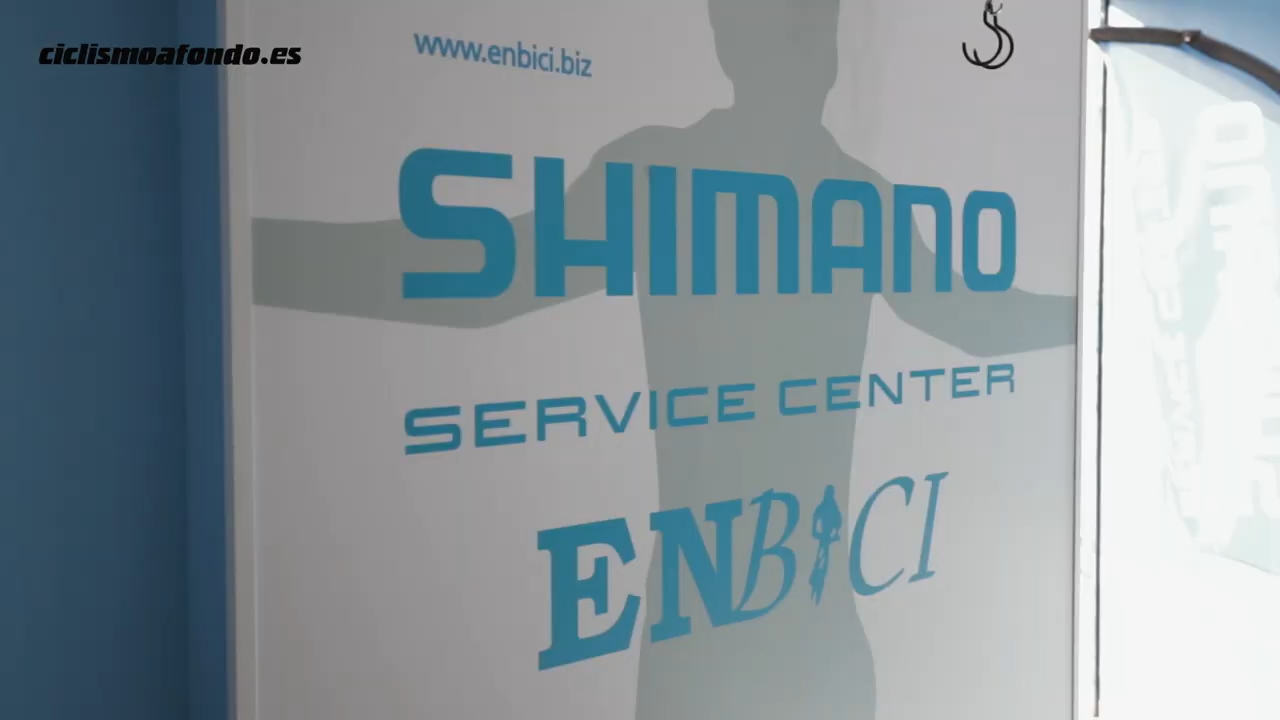 ciclismoafondo.es
www.enbici.biz
SHIMANO
SERVICE CENTER
ENBICI